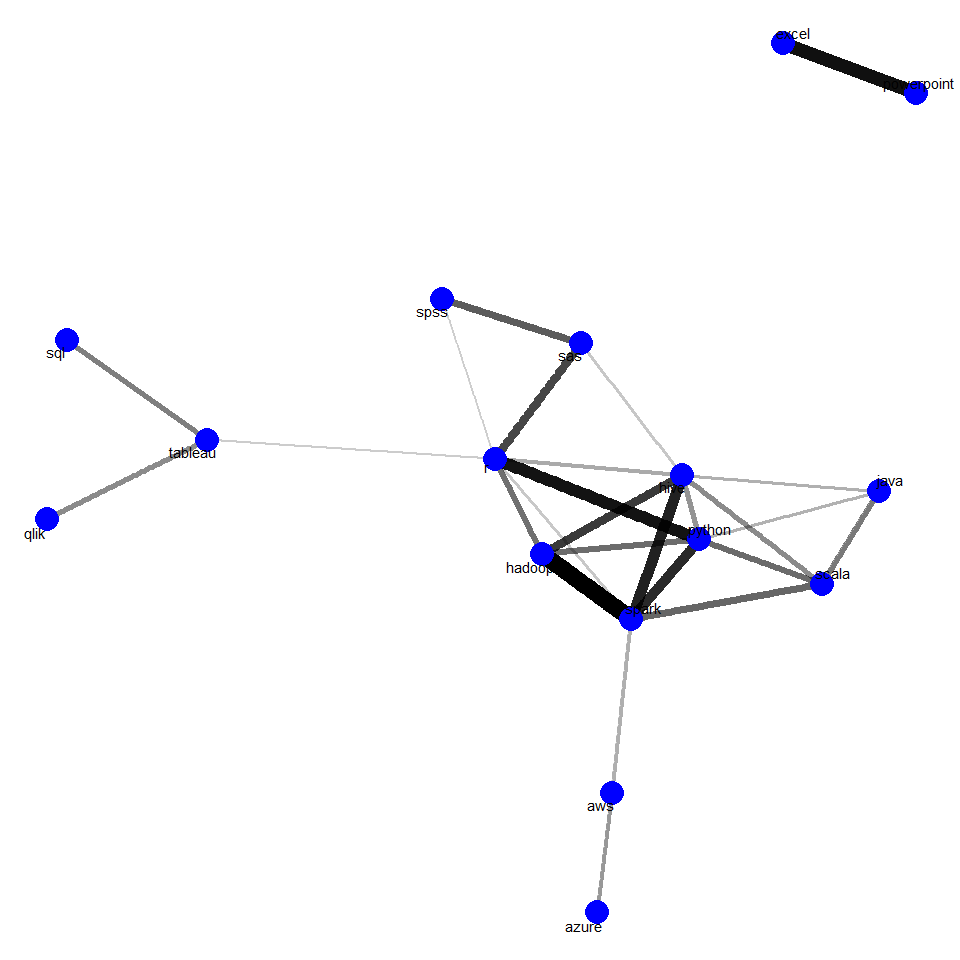 excel
powerpoint
spss
sql
sas
tableau
r
hive
java
qlik
python
hadoop
scala
spark
aws
azure